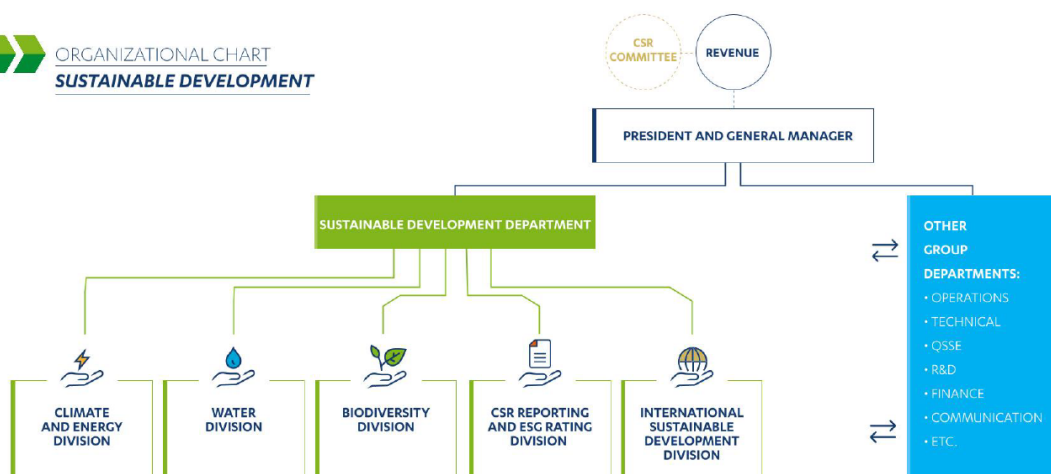 ORGANIZATIONAL CHART
SUSTAINABLE DEVELOPMENT
CSR
COMMITTEE
REVENUE
PRESIDENT AND GENERAL MANAGER
SUSTAINABLE DEVELOPMENT DEPARTMENT
CLIMATE
AND ENERGY
DIVISION
WATER
DIVISION
BIODIVERSITY
DIVISION
CSR REPORTING
AND ESG RATING
DIVISION
INTERNATIONAL
SUSTAINABLE
DEVELOPMENT
DIVISION
OTHER
GROUP
DEPARTMENTS:
• OPERATIONS
• TECHNICAL
• QSSE
• R&D
• FINANCE
• COMMUNICATION
• ETC.